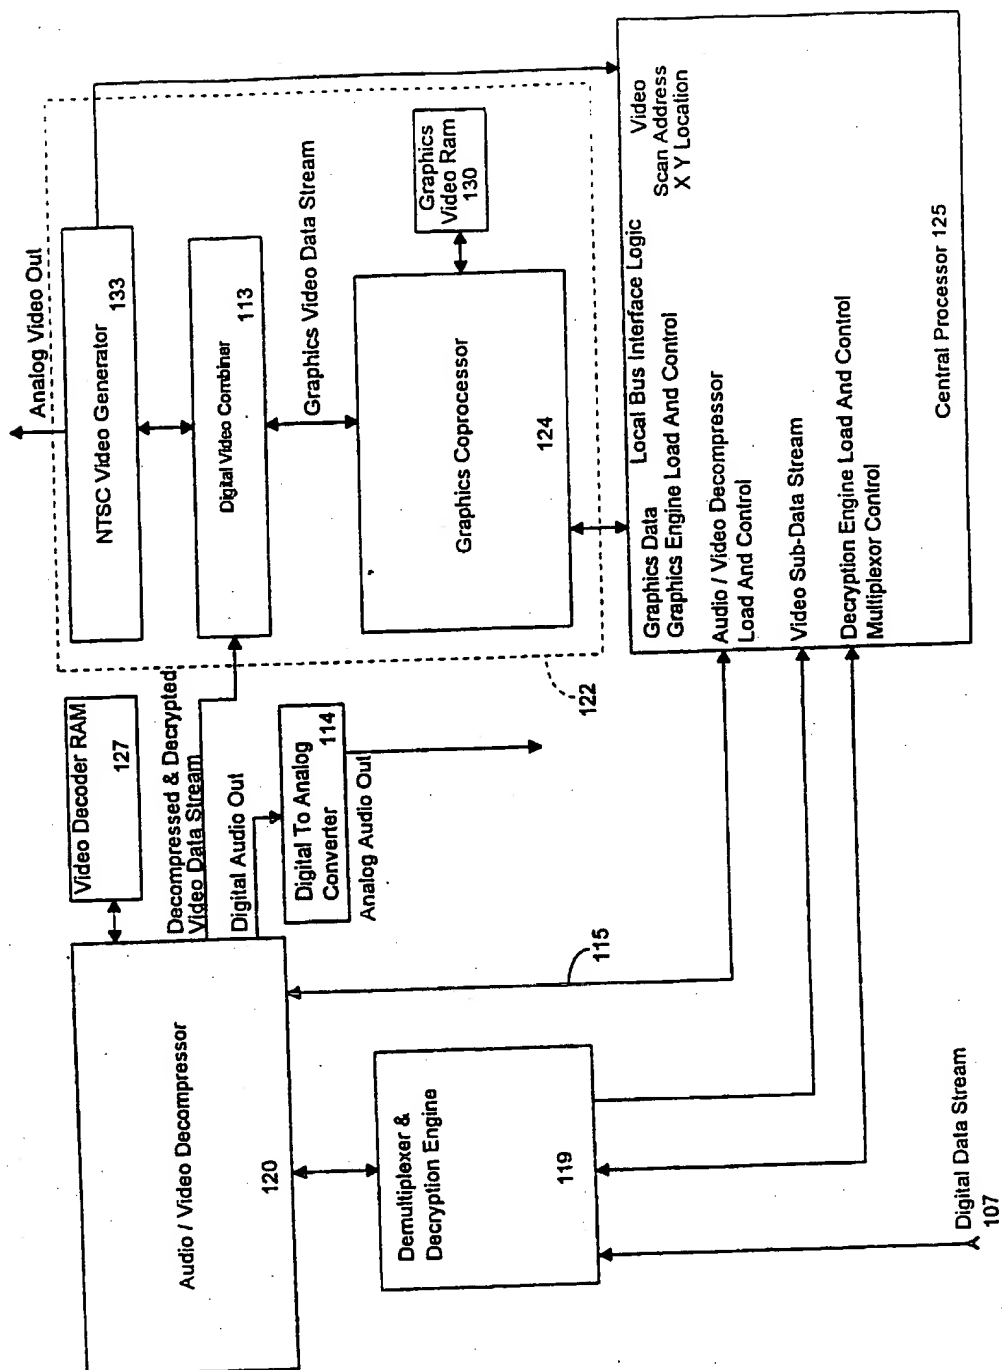 Audio / Video Decompressor
120
Video Decoder RAM
127
Decompressed & Decrypted
Video Data Stream
Digital Audio Out
Digital To Analog
Converter
114
Analog Audio Out
Demultiplexer &
Decryption Engine
119
Digital Data Stream
107
115
122
Analog Video Out
NTSC Video Generator
133
Digital Video Combiner
113
Graphics Video Data Stream
Graphics Coprocessor
124
Graphics
Video Ram
130
Graphics Data
Local Bus Interface Logic
Graphics Engine Load And Control
Video
Scan Address
X Y Location
Audio / Video Decompressor
Load And Control
Video Sub-Data Stream
Decryption Engine Load And Control
Multiplexor Control
Central Processor 125